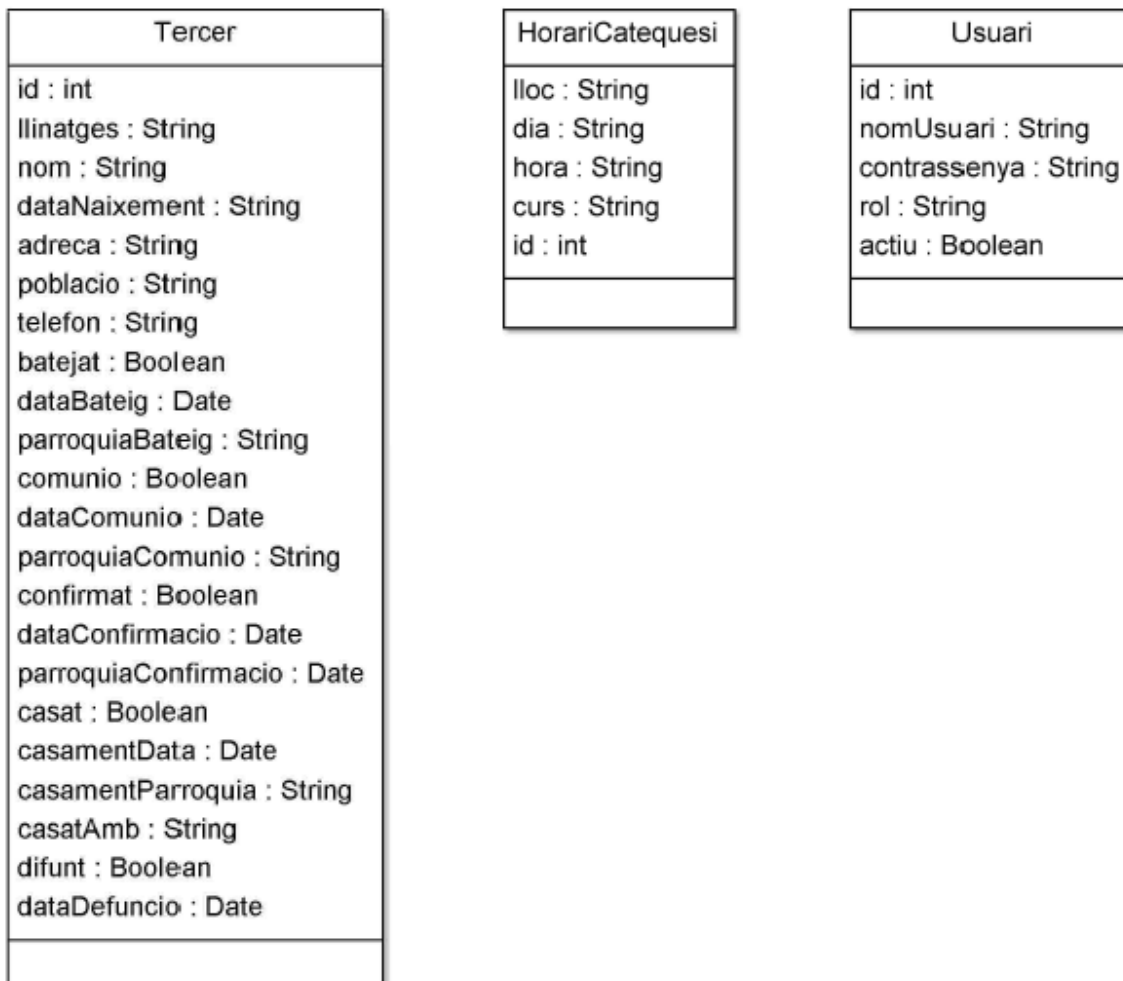 Tercer
id : int
llinatges : String
nom : String
dataNaixement : String
adreca : String
poblacio : String
telefon : String
batejat : Boolean
dataBateig : Date
parroquiaBateig : String
comunio : Boolean
dataComunio : Date
parroquiaComunio : String
confirmat : Boolean
dataConfirmacio : Date
parroquiaConfirmacio : Date
casat : Boolean
casamentData : Date
casamentParroquia : String
casatAmb : String
difunt : Boolean
dataDefuncio : Date
HorariCatequesi
lloc : String
dia : String
hora : String
curs : String
id : int
Usuari
id : int
nomUsuari : String
contrassenya : String
rol : String
actiu : Boolean